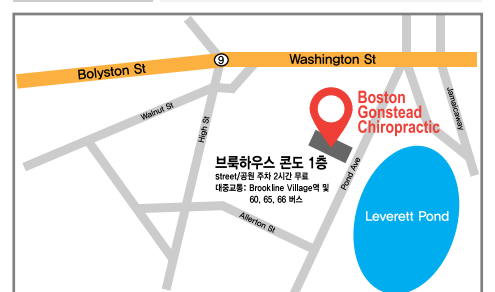 9
Washington St
Bolyston St
Boston
Gonstead
Chiropractic
Jamaicaway
Walnut St
High St
브룩하우스 콘도 1층
street/공원 주차 2시간 무료
대중교통: Brookline Village역 및
60, 65, 66 버스
Pond Ave
Leverett Pond
Allerton St